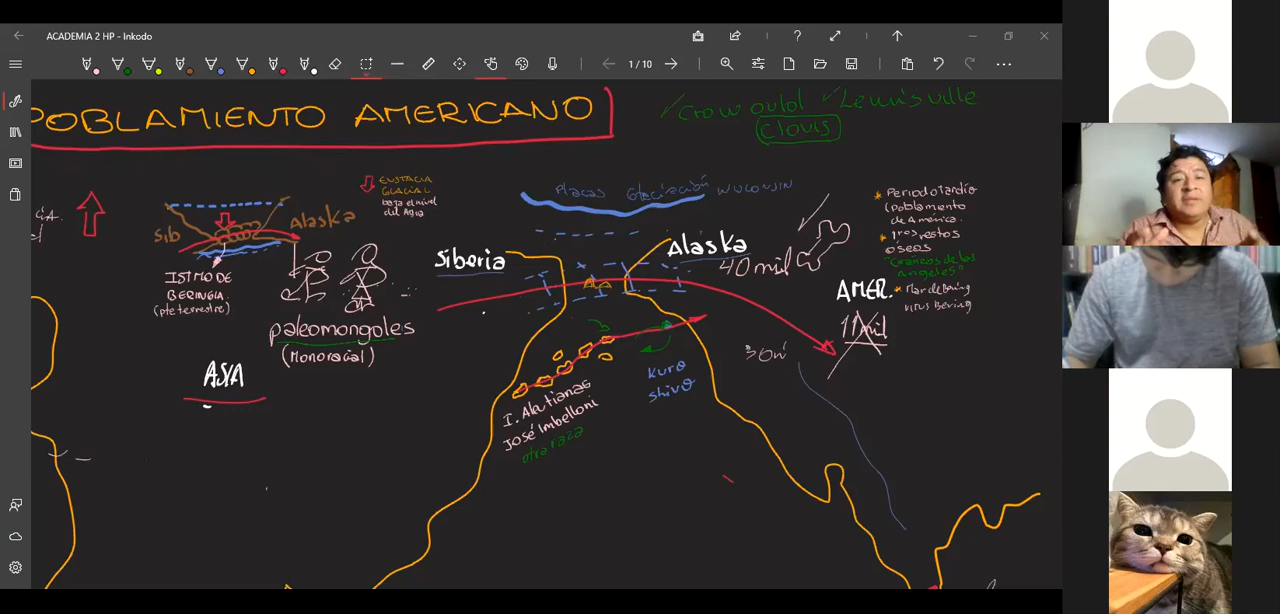 ACADEMIA 2 HP - Inkodo
1/10
POBLAMIENTO AMERICANO
✓Crow outol ✓Lewisville
Clovis
EUSTACIA
GLACIAL
baja el nivel
del Agua
Sib
Alaska
ISTMO DE
BERINGIA
(pte terrestre)
paleomongoles
(Monoracial)
ASIA
Placas Glaciación WISCONSIN
Siberia
Alaska
40 mil
I. Aleutianas
José Imbelloni
otra raza
Kuro
Shivo
AMER.
11 mil
* Periodo tardío
(poblamiento
de América.
* 1ros restos
óseos
"Cráneos de los
Angeles"
* Mar de Bering
Vitus Bering